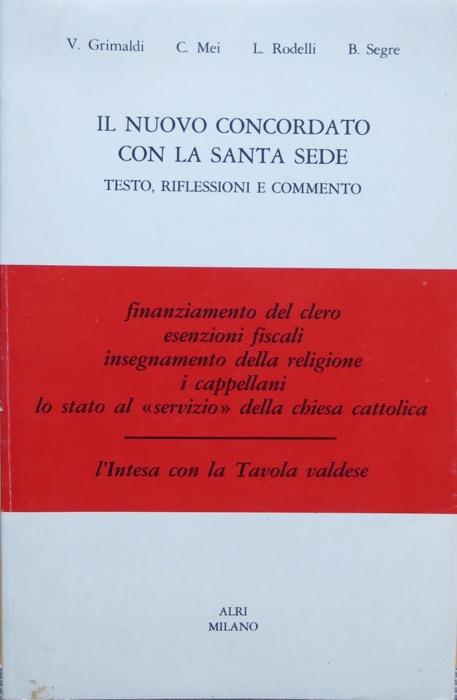 V. Grimaldi C. Mei L. Rodelli B. Segre
IL NUOVO CONCORDATO
CON LA SANTA SEDE
TESTO, RIFLESSIONI E COMMENTO
finanziamento del clero
esenzioni fiscali
insegnamento della religione
i cappellani
lo stato al «servizio» della chiesa cattolica
l'Intesa con la Tavola valdese
ALRI
MILANO